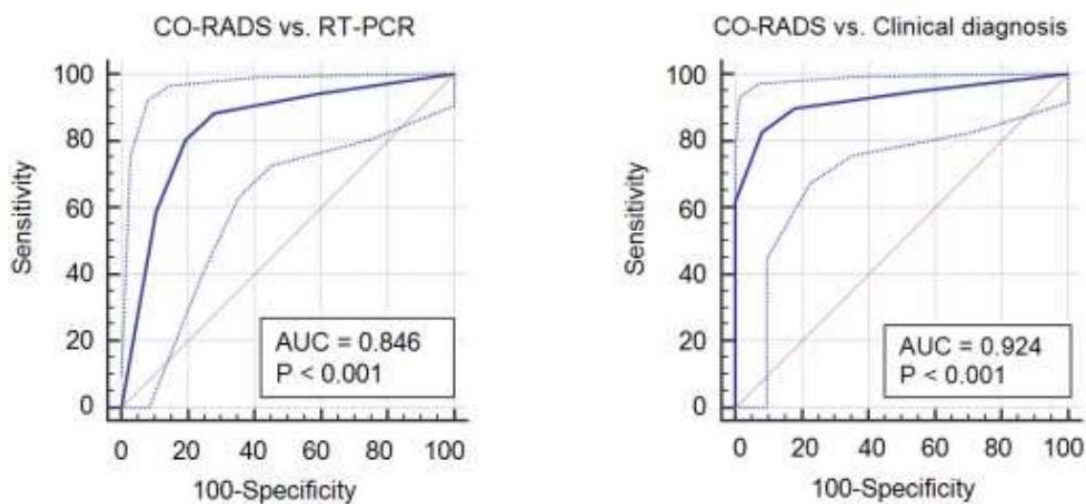 CO-RADS vs. RT-PCR
100
80
60
40
20
0
Sensitivity
AUC = 0.846
P < 0.001
0 20 40 60 80 100
100-Specificity
CO-RADS vs. Clinical diagnosis
100
80
60
40
20
0
Sensitivity
AUC = 0.924
P < 0.001
0 20 40 60 80 100
100-Specificity